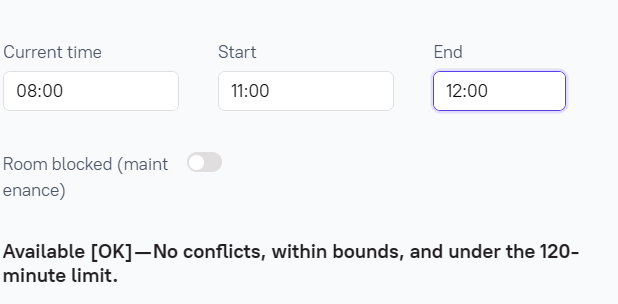 Current time Start End
08:00 11:00 12:00
Room blocked (maint
enance)
Available [OK]—No conflicts, within bounds, and under the 120-
minute limit.